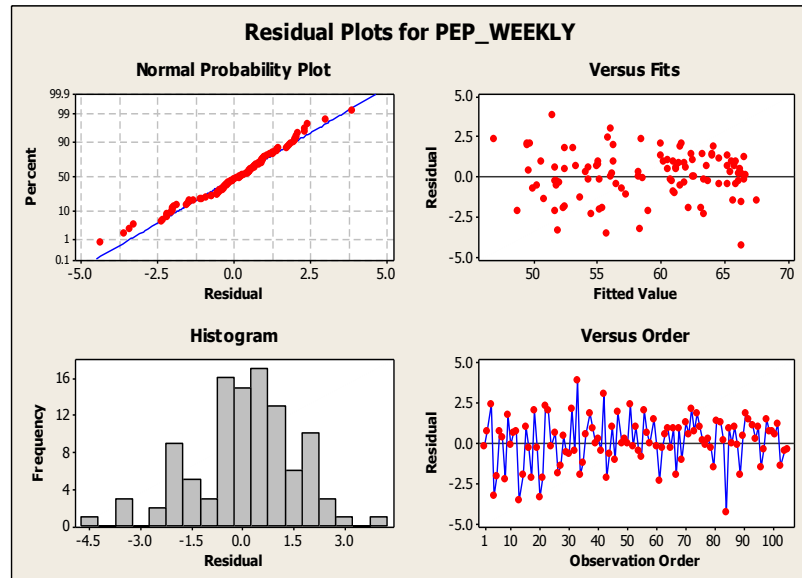 Residual Plots for PEP_WEEKLY
Normal Probability Plot
99.9
99
90
50
10
1
0.1
Percent
-5.0 -2.5 0.0 2.5 5.0
Residual
Versus Fits
5.0
2.5
0.0
-2.5
-5.0
Residual
50 55 60 65 70
Fitted Value
Histogram
16
12
8
4
0
Frequency
-4.5 -3.0 -1.5 0.0 1.5 3.0
Residual
Versus Order
5.0
2.5
0.0
-2.5
-5.0
Residual
1 10 20 30 40 50 60 70 80 90 100
Observation Order